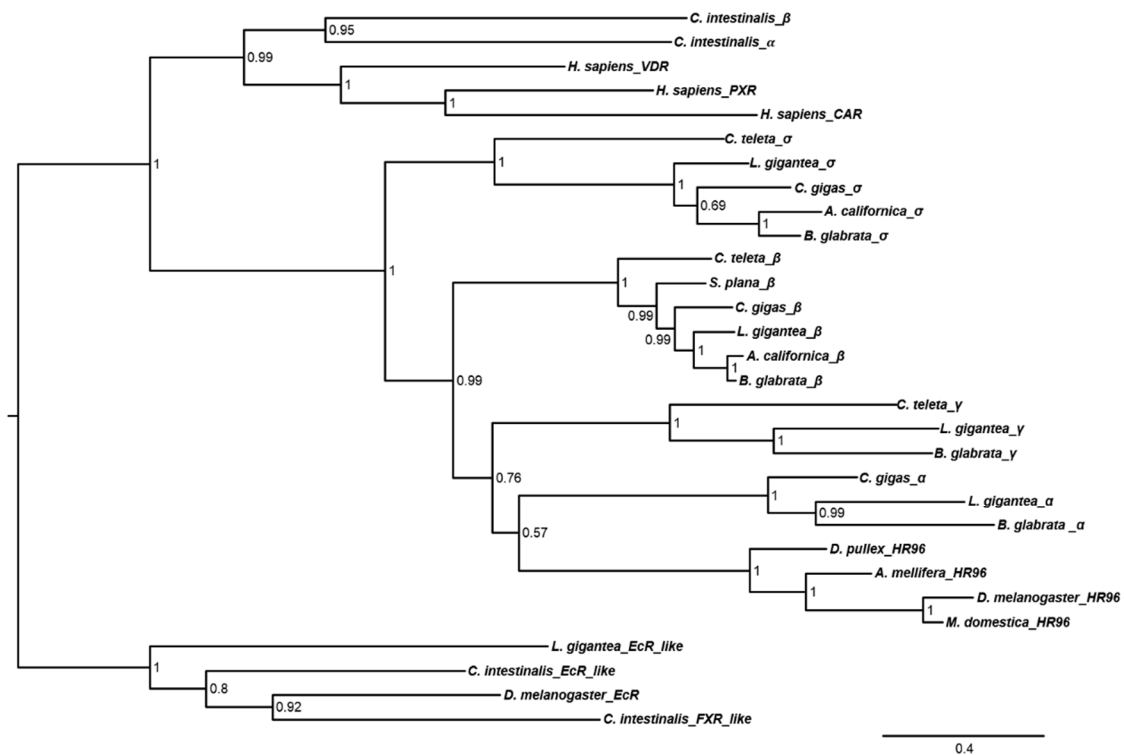 C. intestinalis_β
0.95
C. intestinalis_α
0.99
H. sapiens_VDR
1
H. sapiens_PXR
1
H. sapiens_CAR
C. teleta_σ
1
1
L. gigantea_σ
1
C. gigas_σ
0.69
A. californica_σ
1
B. glabrata_σ
C. teleta_β
1
1
S. plana_β
0.99
C. gigas_β
0.99
L. gigantea_β
1
A. californica_β
1
B. glabrata_β
0.99
C. teleta_γ
1
L. gigantea_γ
1
B. glabrata_γ
0.76
C. gigas_α
1
L. gigantea_α
0.99
B. glabrata _α
0.57
D. pullex_HR96
1
A. mellifera_HR96
1
D. melanogaster_HR96
1
M. domestica_HR96
L. gigantea_EcR_like
1
C. intestinalis_EcR_like
0.8
D. melanogaster_EcR
0.92
C. intestinalis_FXR_like
0.4